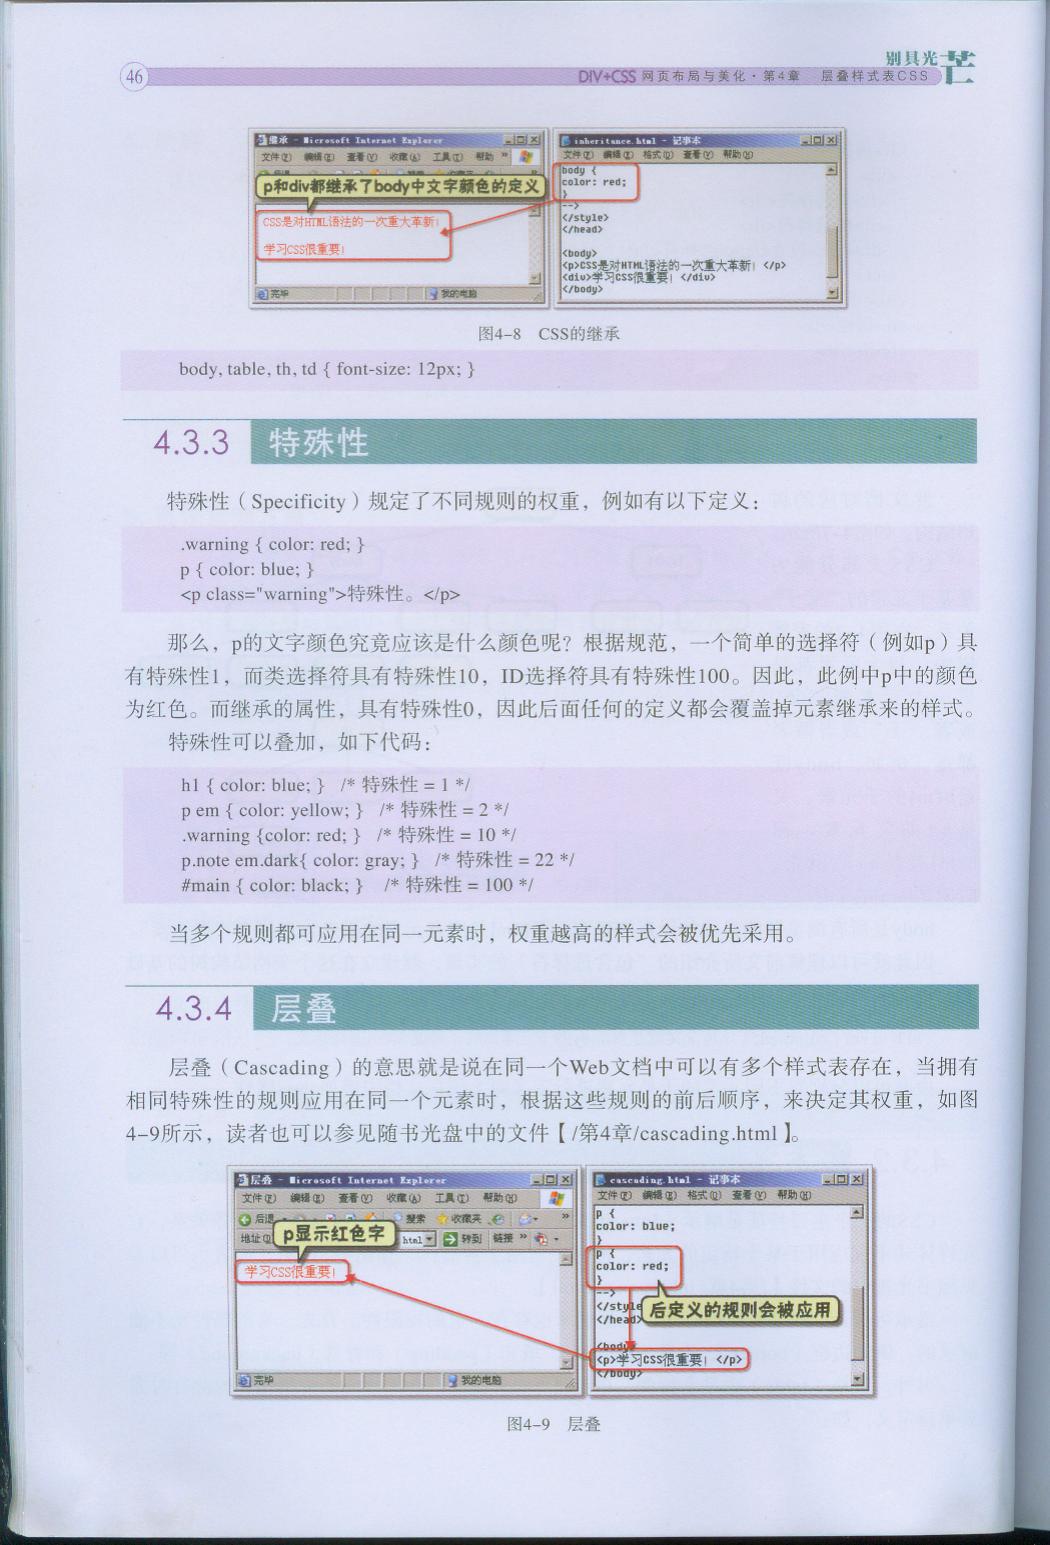 46
别具光芒
DIV+CSS 网页布局与美化·第4章 层叠样式表CSS
继承 - Microsoft Internet Explorer
文件(F) 编辑(E) 查看(V) 收藏(A) 工具(T) 帮助 »
p和div都继承了body中文字颜色的定义
CSS是对HTML语法的一次重大革新!
学习CSS很重要!
完毕 我的电脑
inheritance.html - 记事本
文件(F) 编辑(E) 格式(O) 查看(V) 帮助(H)
body {
color: red;
}
-->
</style>
</head>
<body>
<p>CSS是对HTML语法的一次重大革新! </p>
<div>学习CSS很重要! </div>
</body>
图4-8 CSS的继承
body, table, th, td { font-size: 12px; }
4.3.3 特殊性
特殊性（Specificity）规定了不同规则的权重，例如有以下定义：
.warning { color: red; }
p { color: blue; }
<p class="warning">特殊性。</p>
那么，p的文字颜色究竟应该是什么颜色呢？根据规范，一个简单的选择符（例如p）具
有特殊性1，而类选择符具有特殊性10，ID选择符具有特殊性100。因此，此例中p中的颜色
为红色。而继承的属性，具有特殊性0，因此后面任何的定义都会覆盖掉元素继承来的样式。
特殊性可以叠加，如下代码：
h1 { color: blue; } /* 特殊性 = 1 */
p em { color: yellow; } /* 特殊性 = 2 */
.warning {color: red; } /* 特殊性 = 10 */
p.note em.dark{ color: gray; } /* 特殊性 = 22 */
#main { color: black; } /* 特殊性 = 100 */
当多个规则都可应用在同一元素时，权重越高的样式会被优先采用。
4.3.4 层叠
层叠（Cascading）的意思就是说在同一个Web文档中可以有多个样式表存在，当拥有
相同特殊性的规则应用在同一个元素时，根据这些规则的前后顺序，来决定其权重，如图
4-9所示，读者也可以参见随书光盘中的文件【/第4章/cascading.html】。
层叠 - Microsoft Internet Explorer
文件(F) 编辑(E) 查看(V) 收藏(A) 工具(T) 帮助(H)
后退 搜索 收藏夹 »
地址(D) html 转到 链接 »
p显示红色字
学习CSS很重要!
完毕 我的电脑
cascading.html - 记事本
文件(F) 编辑(E) 格式(O) 查看(V) 帮助(H)
p {
color: blue;
}
p {
color: red;
}
-->
</style
</head>
后定义的规则会被应用
<body>
<p>学习CSS很重要! </p>
</body>
图4-9 层叠